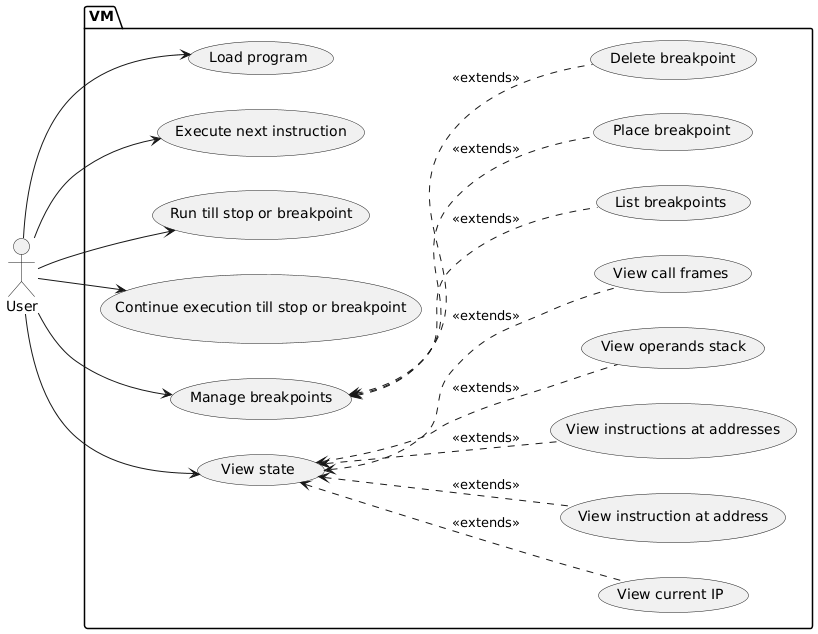 VM
Load program
Delete breakpoint
«extends»
Execute next instruction
Place breakpoint
«extends»
Run till stop or breakpoint
List breakpoints
«extends»
User
Continue execution till stop or breakpoint
View call frames
«extends»
View operands stack
«extends»
Manage breakpoints
View instructions at addresses
«extends»
View state
View instruction at address
«extends»
View current IP
«extends»